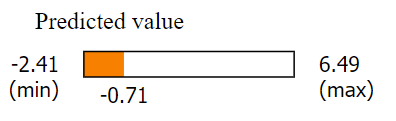 Predicted value
-2.41 6.49
(min) -0.71 (max)